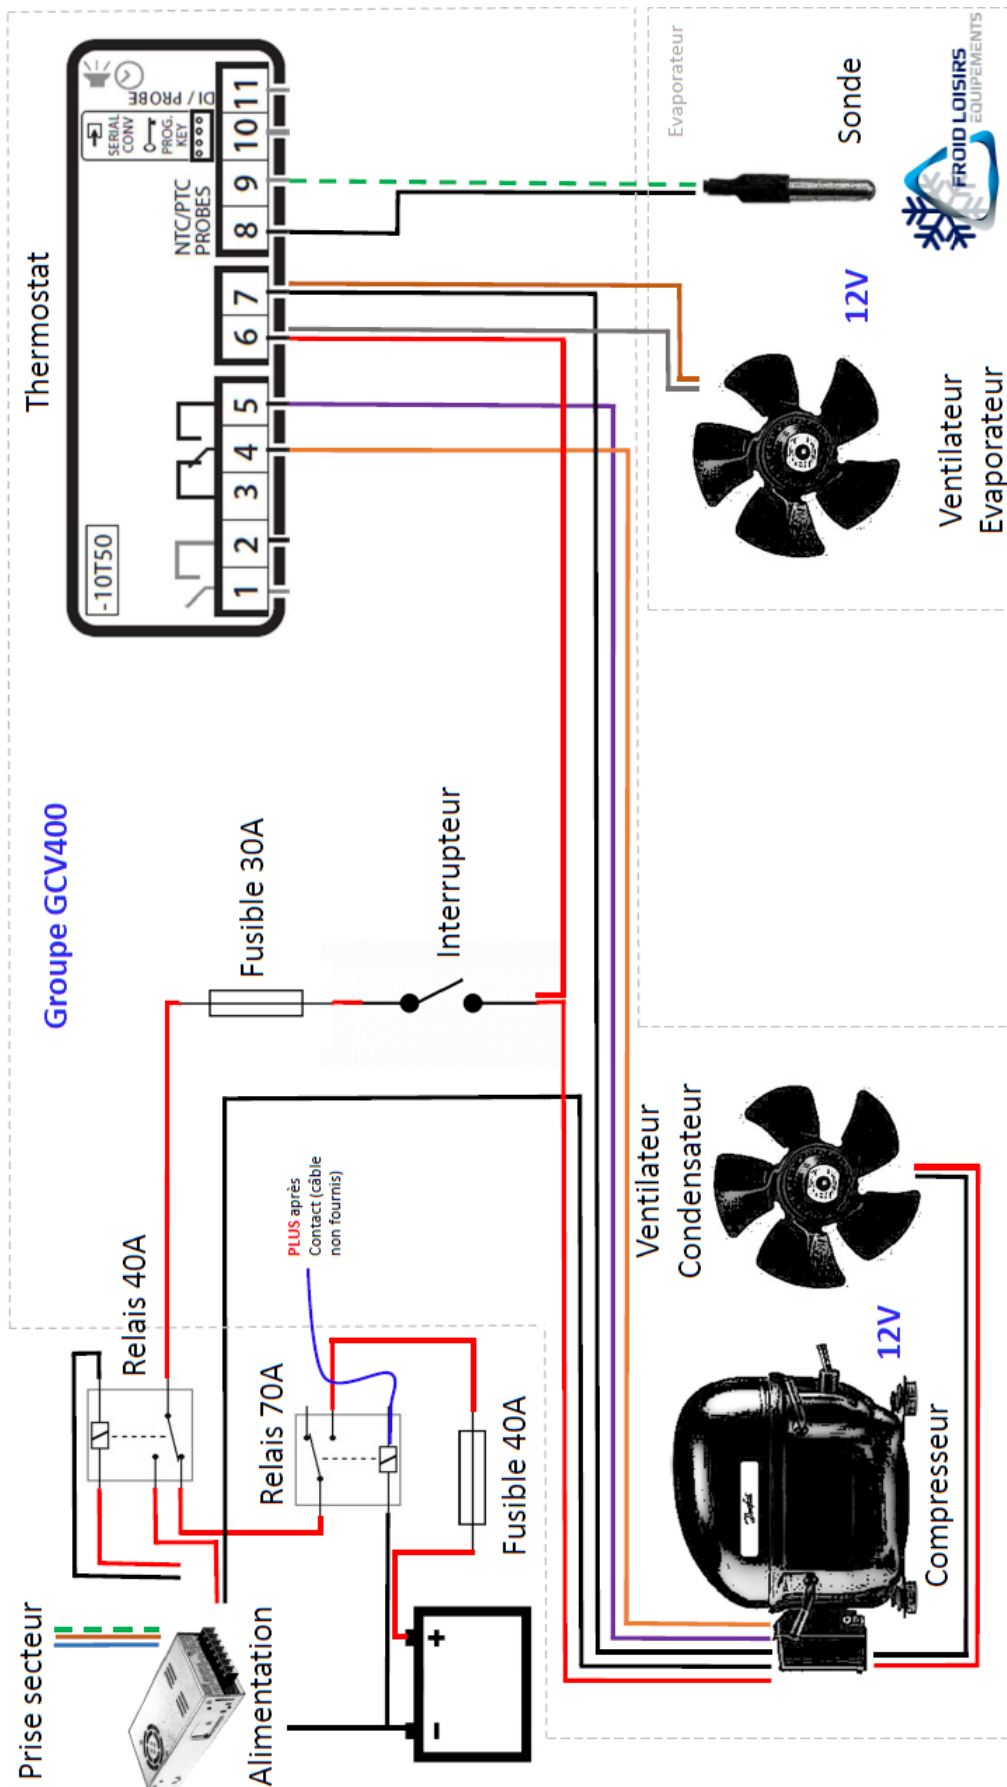 Groupe GCV400
Thermostat
-10T50
1
2
3
4
5
6
7
8
9
10
11
NTC/PTC
PROBES
SERIAL
CONV
PROG.
KEY
DI / PROBE
Evaporateur
Sonde
FROID LOISIRS
EQUIPEMENTS
12V
Ventilateur
Evaporateur
Fusible 30A
Interrupteur
Relais 40A
PLUS après
Contact (câble
non fournis)
Relais 70A
Fusible 40A
Ventilateur
Condensateur
12V
Compresseur
Danfoss
Prise secteur
Alimentation
+
-